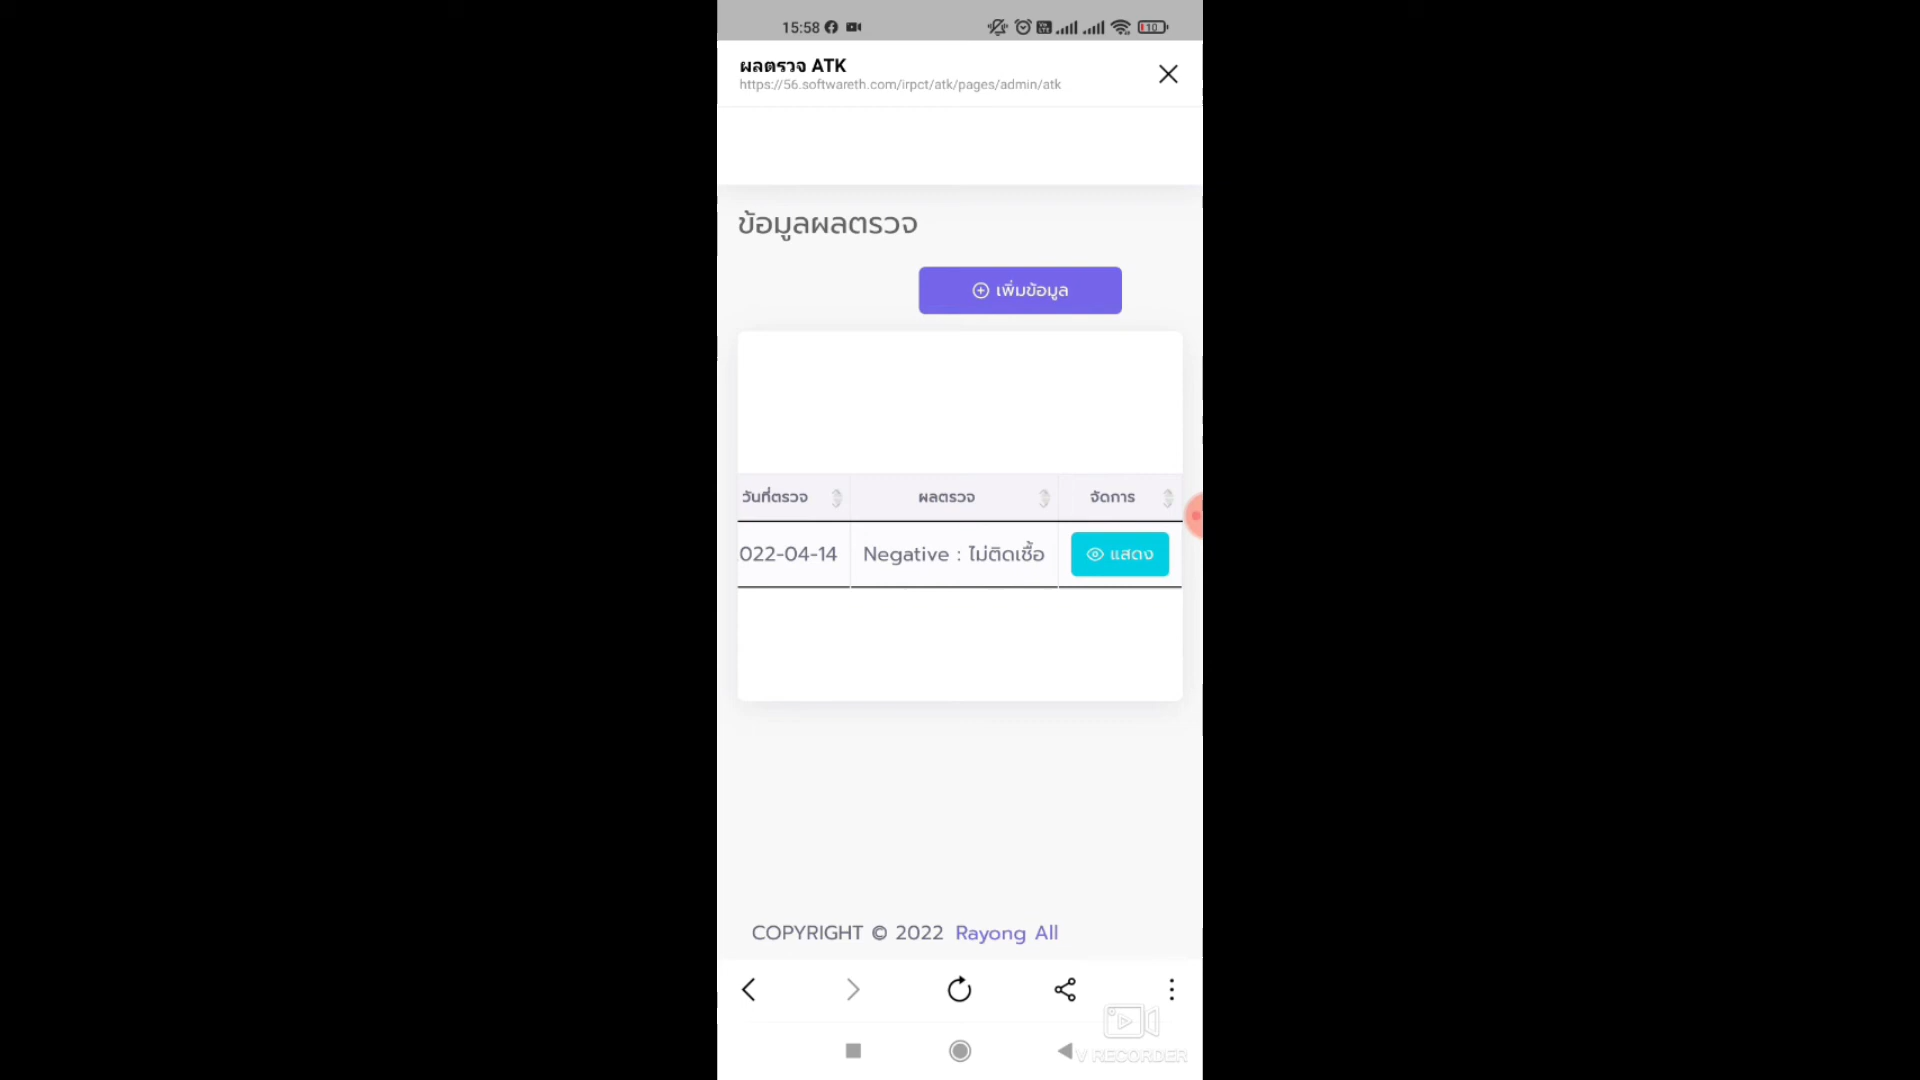 15:58
10
ผลตรวจ ATK
https://56.softwareth.com/irpct/atk/pages/admin/atk
ข้อมูลผลตรวจ
เพิ่มข้อมูล
วันที่ตรวจ ผลตรวจ จัดการ
022-04-14 Negative : ไม่ติดเชื้อ แสดง
COPYRIGHT © 2022 Rayong All
V RECORDER